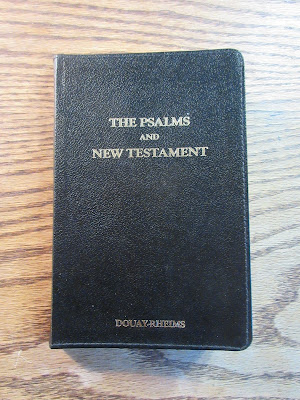 THE PSALMS
AND
NEW TESTAMENT
DOUAY-RHEIMS